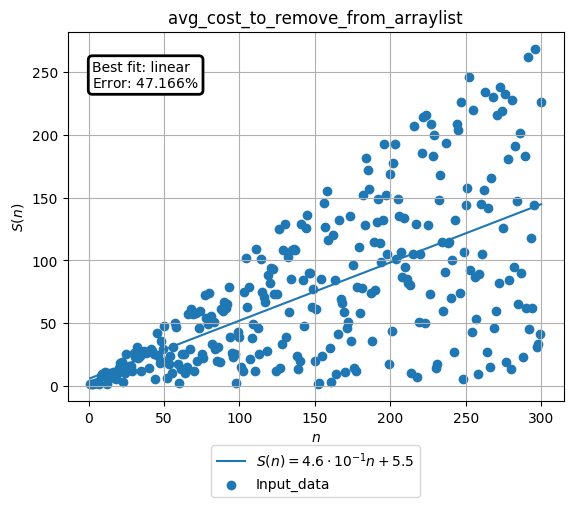 avg_cost_to_remove_from_arraylist
Best fit: linear
Error: 47.166%
S(n)
250
200
150
100
50
0
0 50 100 150 200 250 300
n
S(n) = 4.6 · 10⁻¹n + 5.5
Input_data